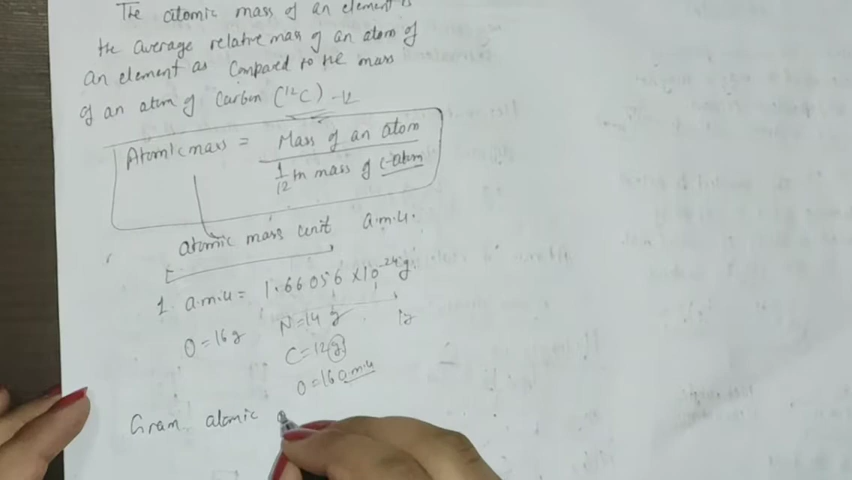 The atomic mass of an element is
the average relative mass of an atom of
an element as compared to the mass
of an atom of Carbon (¹²C) -12
Atomic mass = Mass of an atom
1/12 th mass of C-atom
atomic mass unit a.m.u.
1 a.m.u = 1.66056 × 10⁻²⁴ g.
O = 16 g N = 14 g 1g
C = 12 g
O = 16 a.m.u
Gram atomic